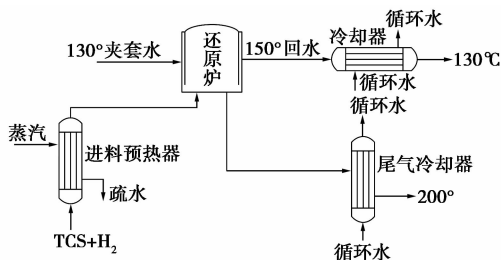 循环水
冷却器
130°夹套水
还原炉
150°回水
130℃
循环水
循环水
蒸汽
进料预热器
尾气冷却器
疏水
200°
TCS+H₂
循环水